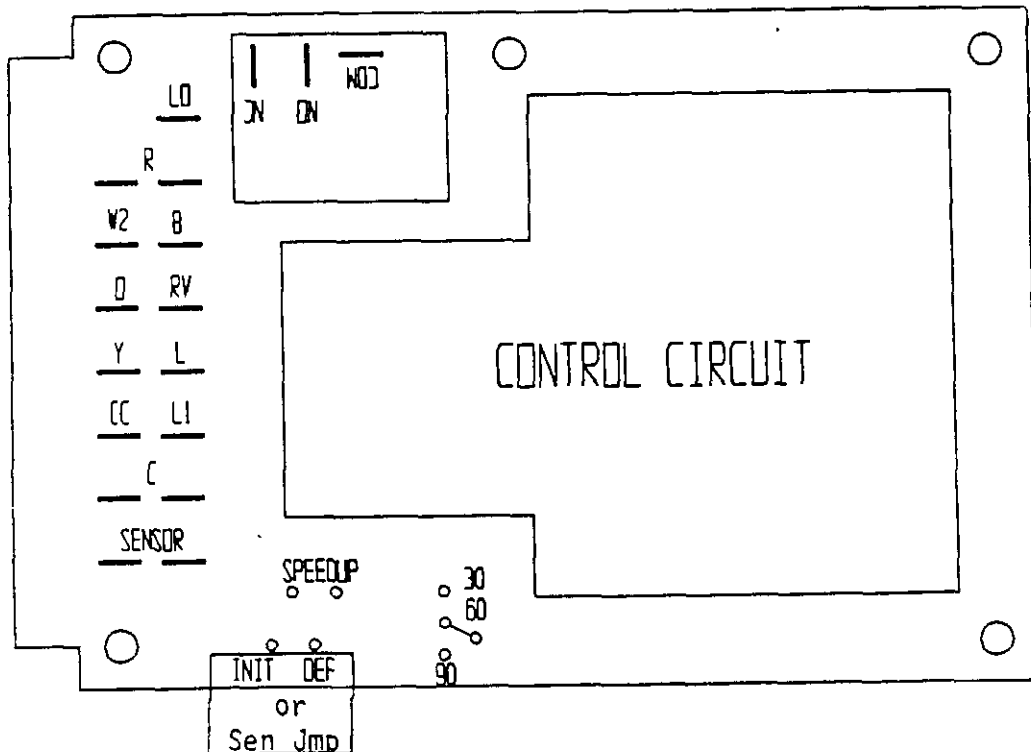 LO
NC NO COM
R
W2 B
O RV
Y L
CC L1
C
SENSOR
CONTROL CIRCUIT
SPEEDUP
30
60
90
INIT DEF
or
Sen Jmp